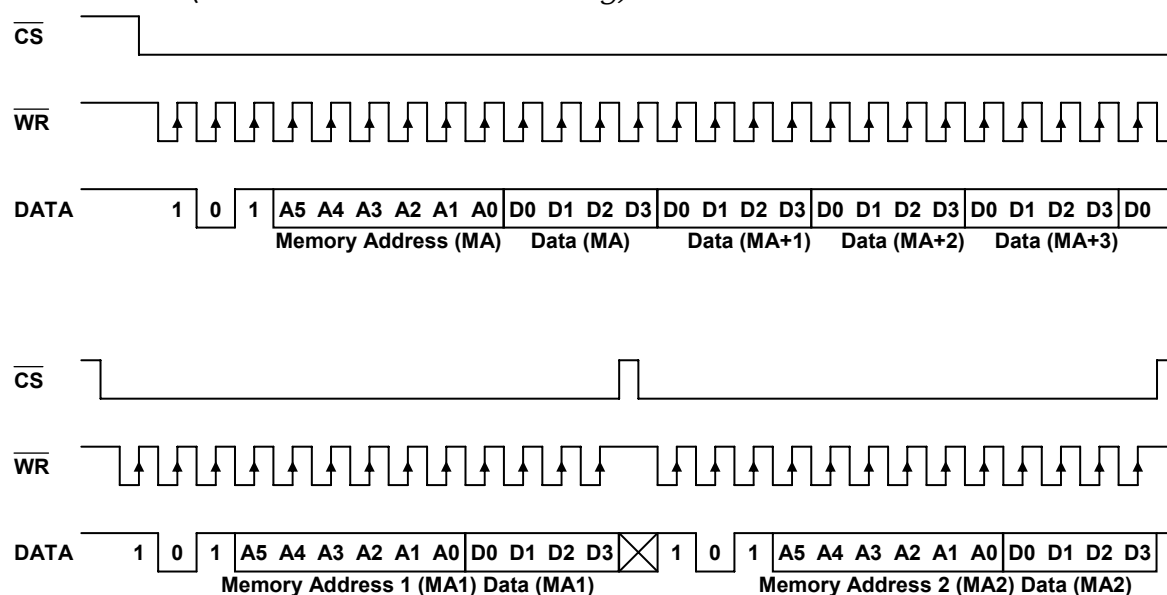 CS
WR
DATA 1 0 1 A5 A4 A3 A2 A1 A0 D0 D1 D2 D3 D0 D1 D2 D3 D0 D1 D2 D3 D0 D1 D2 D3 D0
Memory Address (MA) Data (MA) Data (MA+1) Data (MA+2) Data (MA+3)
CS
WR
DATA 1 0 1 A5 A4 A3 A2 A1 A0 D0 D1 D2 D3 1 0 1 A5 A4 A3 A2 A1 A0 D0 D1 D2 D3
Memory Address 1 (MA1) Data (MA1) Memory Address 2 (MA2) Data (MA2)